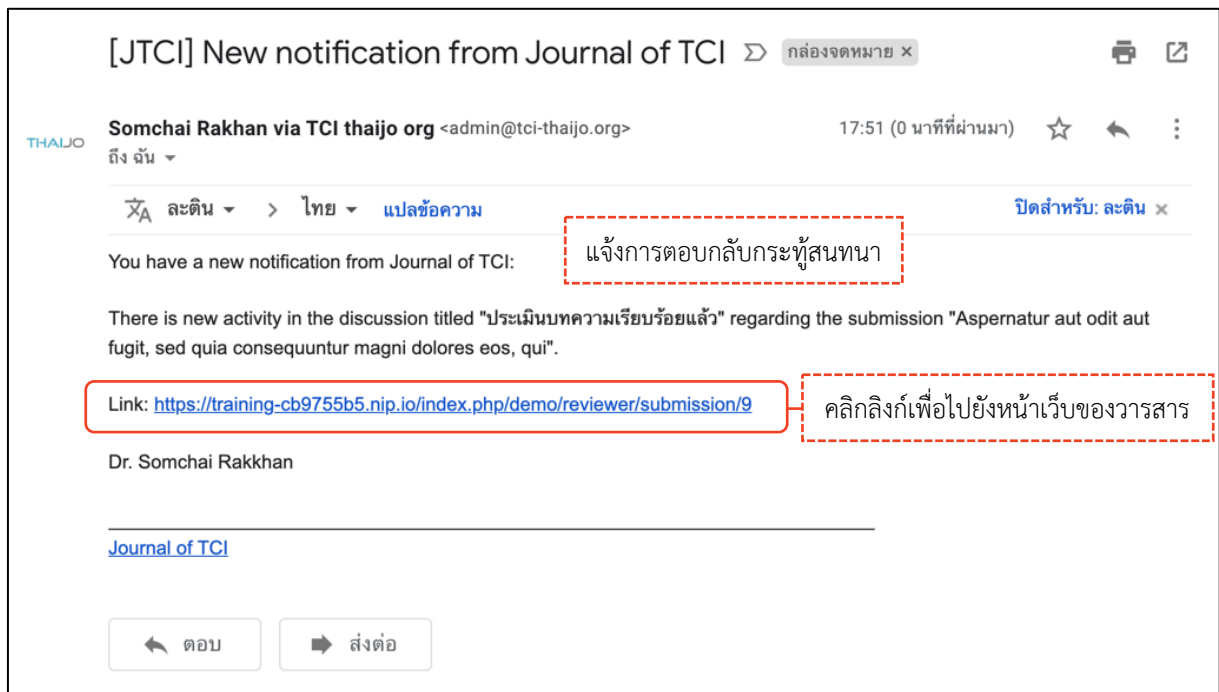 [JTCI] New notification from Journal of TCI กล่องจดหมาย ×
THAIJO
Somchai Rakhan via TCI thaijo org <admin@tci-thaijo.org> 17:51 (0 นาทีที่ผ่านมา)
ถึง ฉัน
ละติน > ไทย แปลข้อความ ปิดสำหรับ: ละติน ×
แจ้งการตอบกลับกระทู้สนทนา
You have a new notification from Journal of TCI:
There is new activity in the discussion titled "ประเมินบทความเรียบร้อยแล้ว" regarding the submission "Aspernatur aut odit aut
fugit, sed quia consequuntur magni dolores eos, qui".
Link: https://training-cb9755b5.nip.io/index.php/demo/reviewer/submission/9
คลิกลิงก์เพื่อไปยังหน้าเว็บของวารสาร
Dr. Somchai Rakkhan
Journal of TCI
ตอบ ส่งต่อ